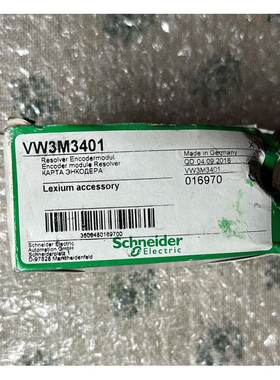 VW3M3401
Resolver Encodermodul.
Encoder module Resolver
КАРТА ЭНКОДЕРА
Made in Germany
QD 04.09.2018
VW3M3401
016970
Lexium accessory
Schneider Electric
Automation GmbH
Schneiderplatz 1
D-97828 Marktheidenfeld
3606480169700
Schneider
Electric